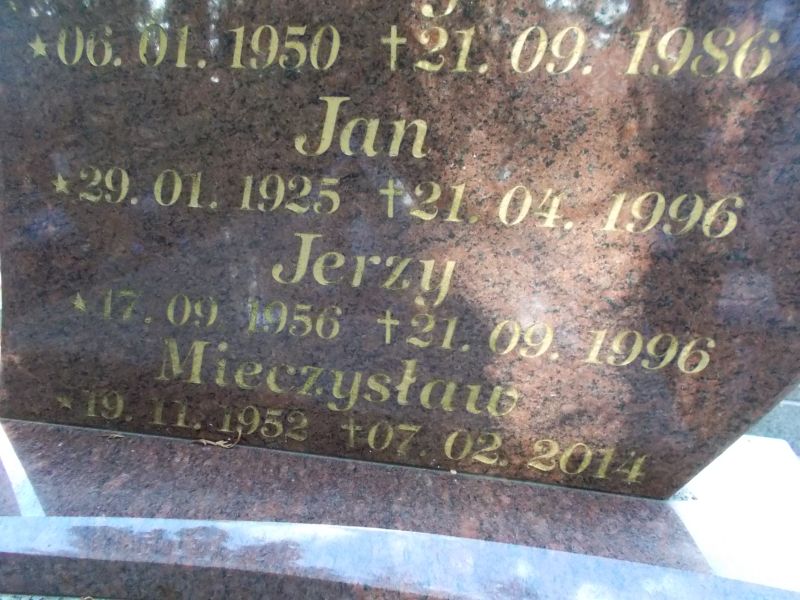 ★06.01.1950 ✝21.09.1986
Jan
★29.01.1925 ✝21.04.1996
Jerzy
★17.09.1956 ✝21.09.1996
Mieczysław
★19.11.1952 ✝07.02.2014